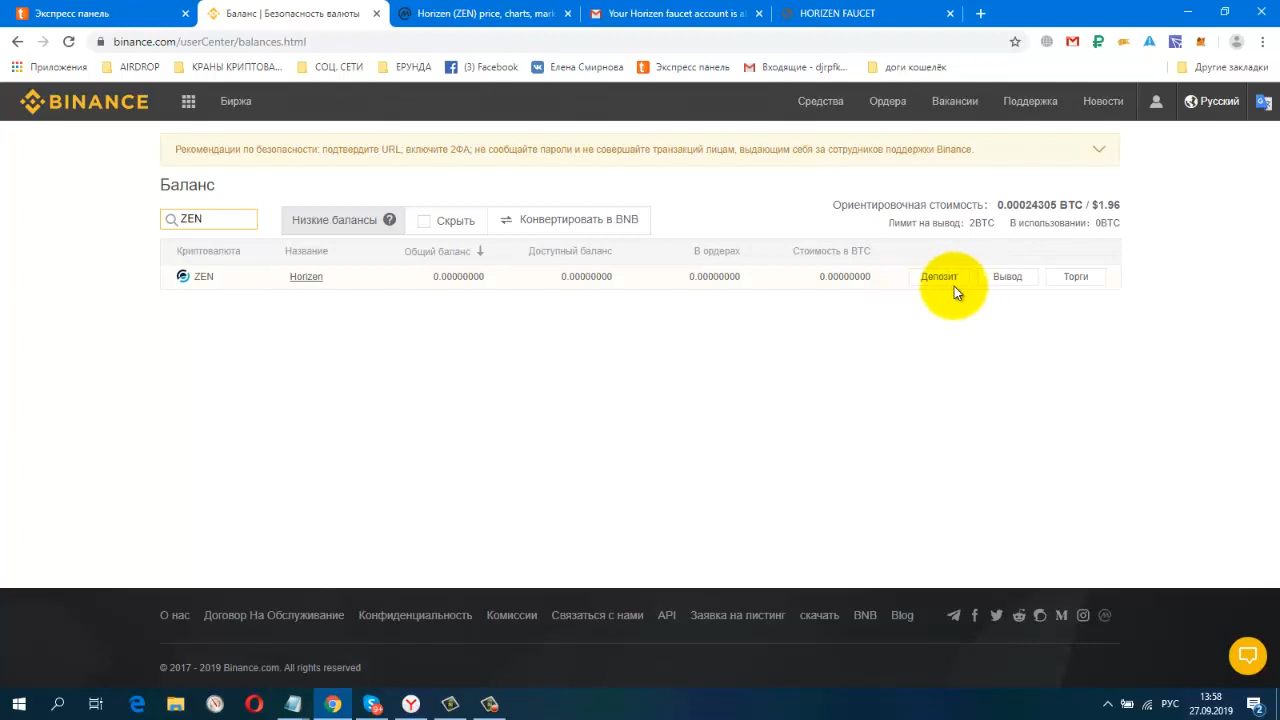 Экспресс панель
Баланс | Безопасность валюты
Horizen (ZEN) price, charts, mark
Your Horizen faucet account is al
HORIZEN FAUCET
binance.com/userCenter/balances.html
Приложения
AIRDROP
КРАНЫ КРИПТОВА...
СОЦ. СЕТИ
ЕРУНДА
(3) Facebook
Елена Смирнова
Экспресс панель
Входящие - djrpfk...
доги кошелёк
Другие закладки
BINANCE
Биржа
Средства
Ордера
Вакансии
Поддержка
Новости
Русский
Рекомендации по безопасности: подтвердите URL; включите 2ФА; не сообщайте пароли и не совершайте транзакций лицам, выдающим себя за сотрудников поддержки Binance.
Баланс
Ориентировочная стоимость: 0.00024305 BTC / $1.96
ZEN
Низкие балансы ?
Скрыть
Конвертировать в BNB
Лимит на вывод: 2BTC В использовании: 0BTC
Криптовалюта Название Общий баланс Доступный баланс В ордерах Стоимость в BTC
ZEN Horizen 0.00000000 0.00000000 0.00000000 0.00000000 Депозит Вывод Торги
О нас Договор На Обслуживание Конфиденциальность Комиссии Связаться с нами API Заявка на листинг скачать BNB Blog
© 2017 - 2019 Binance.com. All rights reserved
РУС
13:58
27.09.2019
2